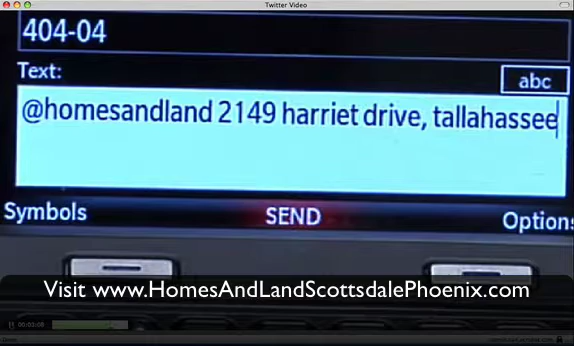 Twitter Video
404-04
Text:
abc
@homesandland 2149 harriet drive, tallahassee
Symbols
SEND
Options
Visit www.HomesAndLandScottsdalePhoenix.com